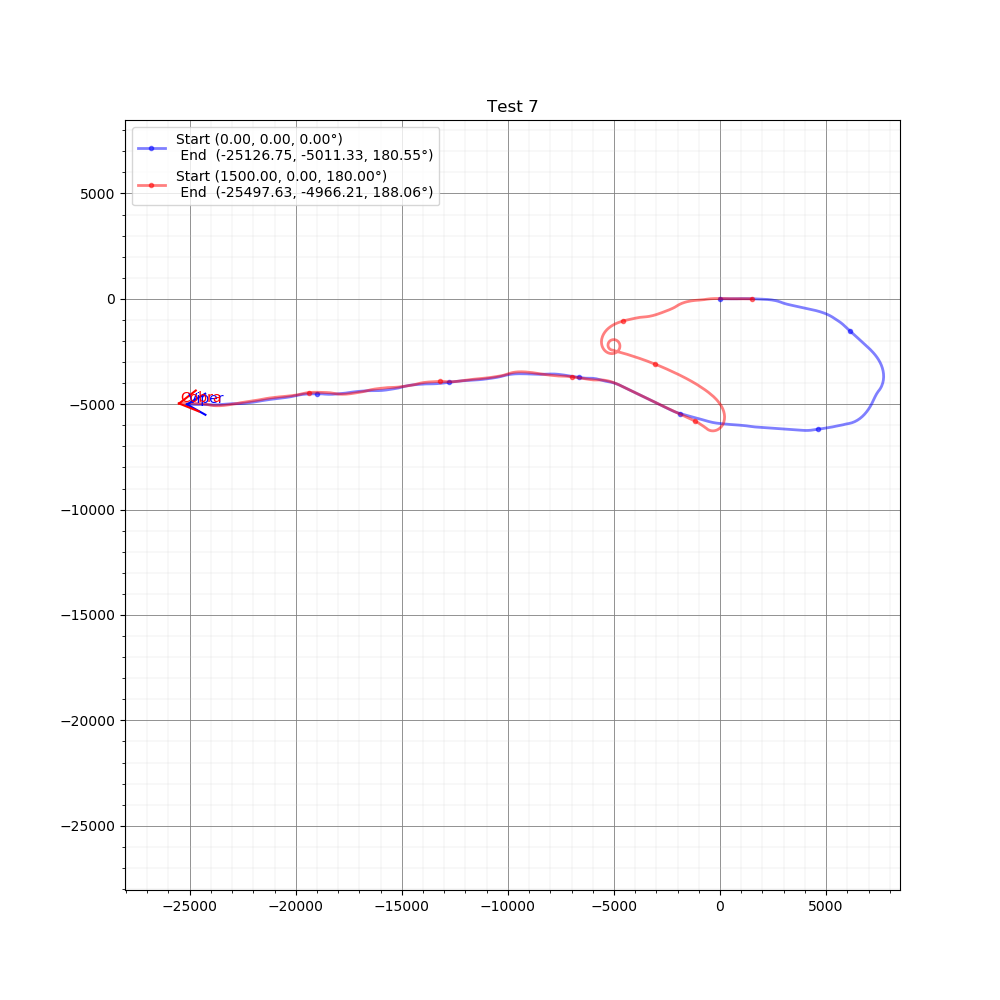 Test 7
Start (0.00, 0.00, 0.00°)
End (-25126.75, -5011.33, 180.55°)
Start (1500.00, 0.00, 180.00°)
End (-25497.63, -4966.21, 188.06°)
5000
0
−5000
−10000
−15000
−20000
−25000
−25000 −20000 −15000 −10000 −5000 0 5000